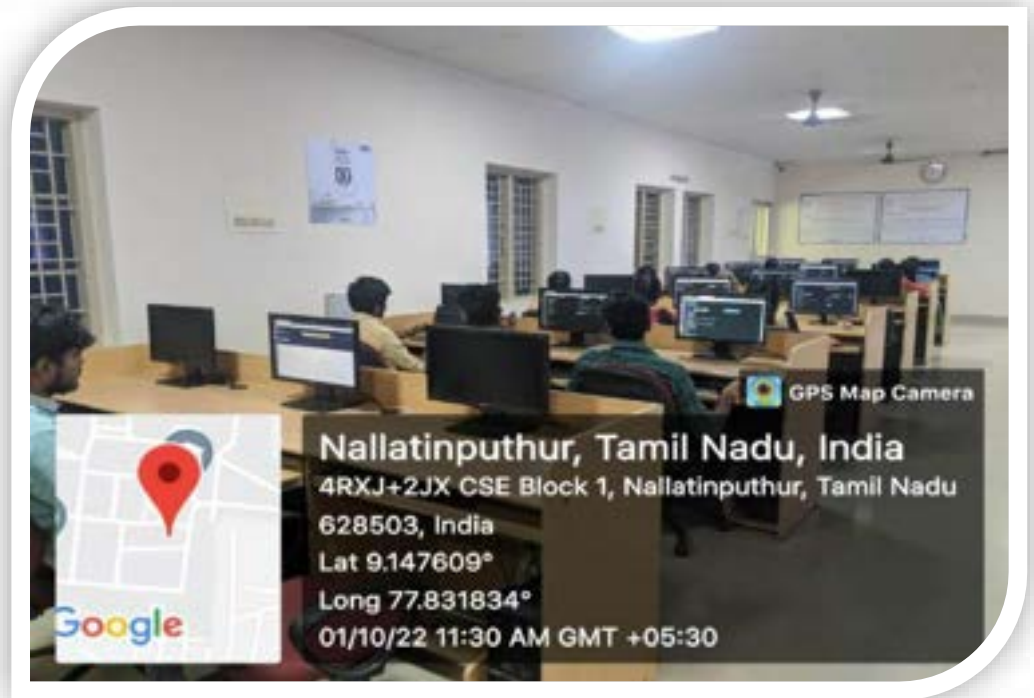 GPS Map Camera
Nallatinputhur, Tamil Nadu, India
4RXJ+2JX CSE Block 1, Nallatinputhur, Tamil Nadu
628503, India
Lat 9.147609°
Long 77.831834°
01/10/22 11:30 AM GMT +05:30
Google